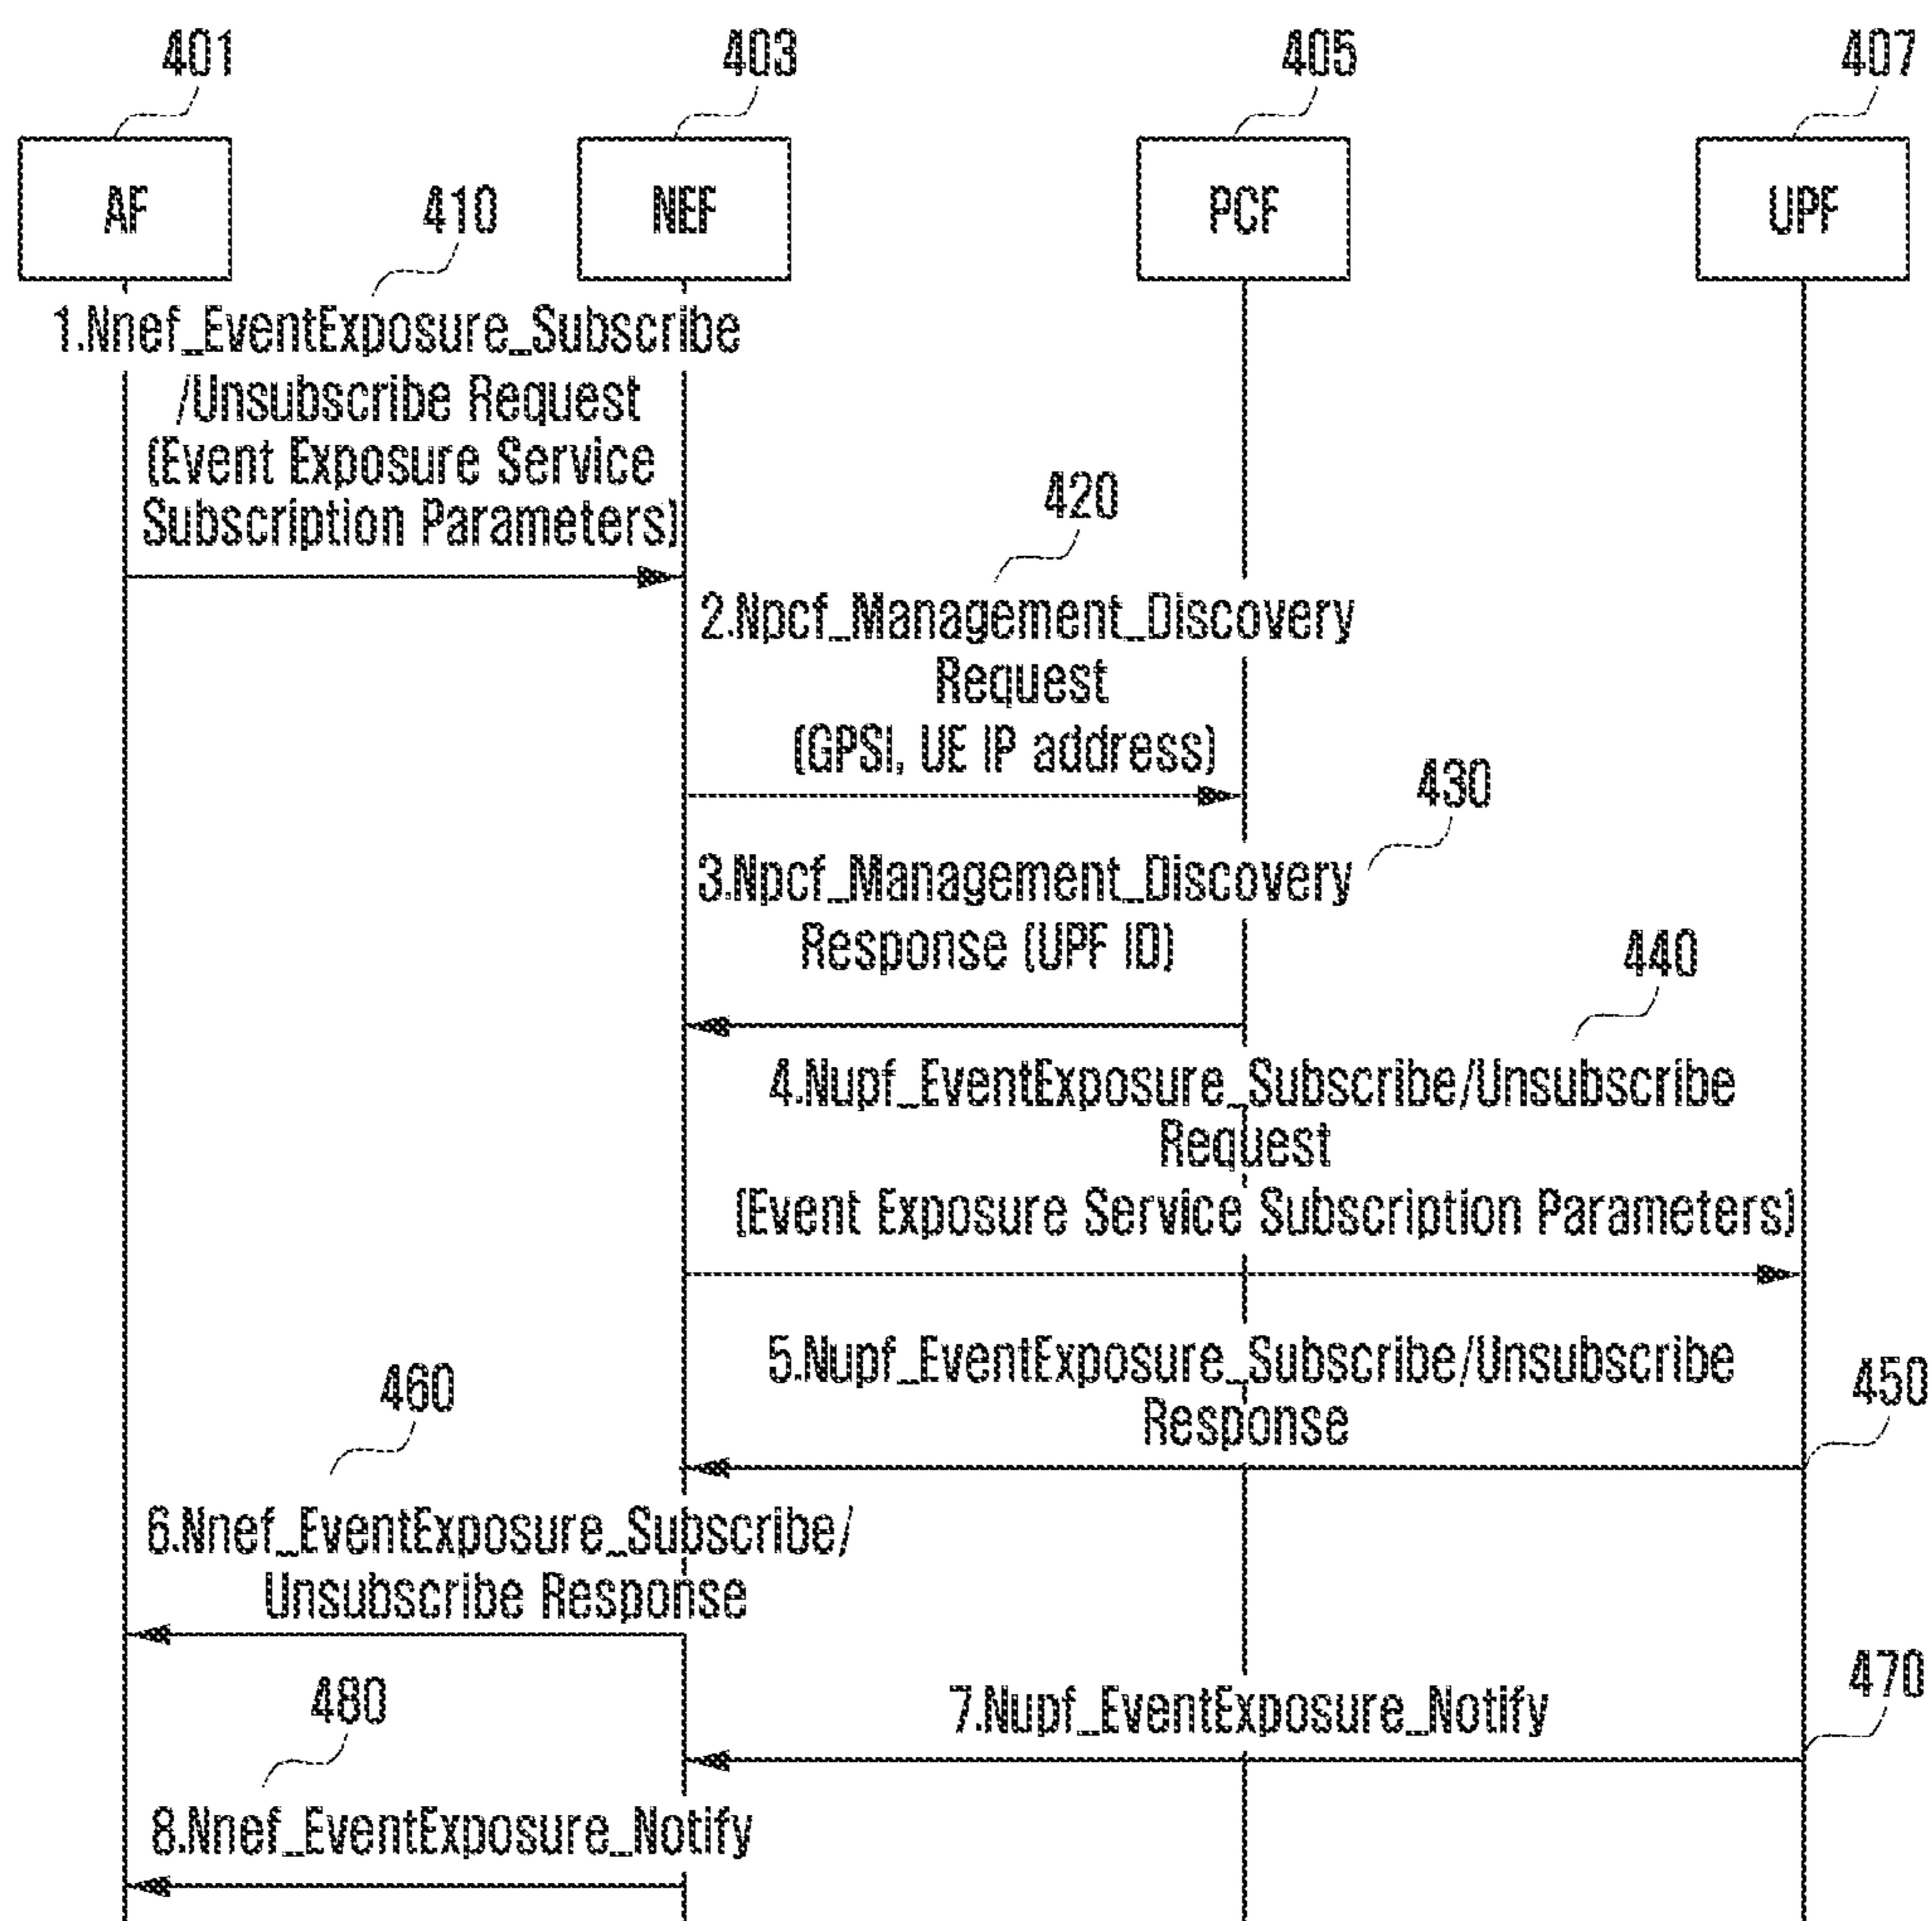 401
403
405
407
AF
NEF
PCF
UPF
410
1.Nnef_EventExposure_Subscribe
/Unsubscribe Request
(Event Exposure Service
Subscription Parameters)
420
2.Npcf_Management_Discovery
Request
(GPSI, UE IP address)
430
3.Npcf_Management_Discovery
Response (UPF ID)
440
4.Nupf_EventExposure_Subscribe/Unsubscribe
Request
(Event Exposure Service Subscription Parameters)
5.Nupf_EventExposure_Subscribe/Unsubscribe
Response
450
460
6.Nnef_EventExposure_Subscribe/
Unsubscribe Response
470
7.Nupf_EventExposure_Notify
480
8.Nnef_EventExposure_Notify